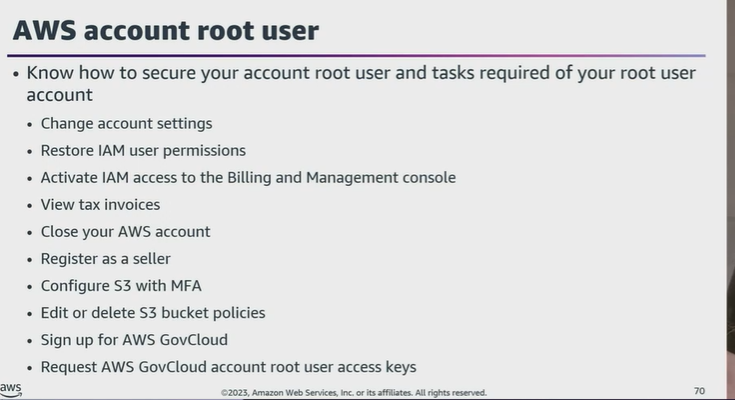 AWS account root user
• Know how to secure your account root user and tasks required of your root user
account
• Change account settings
• Restore IAM user permissions
• Activate IAM access to the Billing and Management console
• View tax invoices
• Close your AWS account
• Register as a seller
• Configure S3 with MFA
• Edit or delete S3 bucket policies
• Sign up for AWS GovCloud
• Request AWS GovCloud account root user access keys
aws
©2023, Amazon Web Services, Inc. or its affiliates. All rights reserved.
70